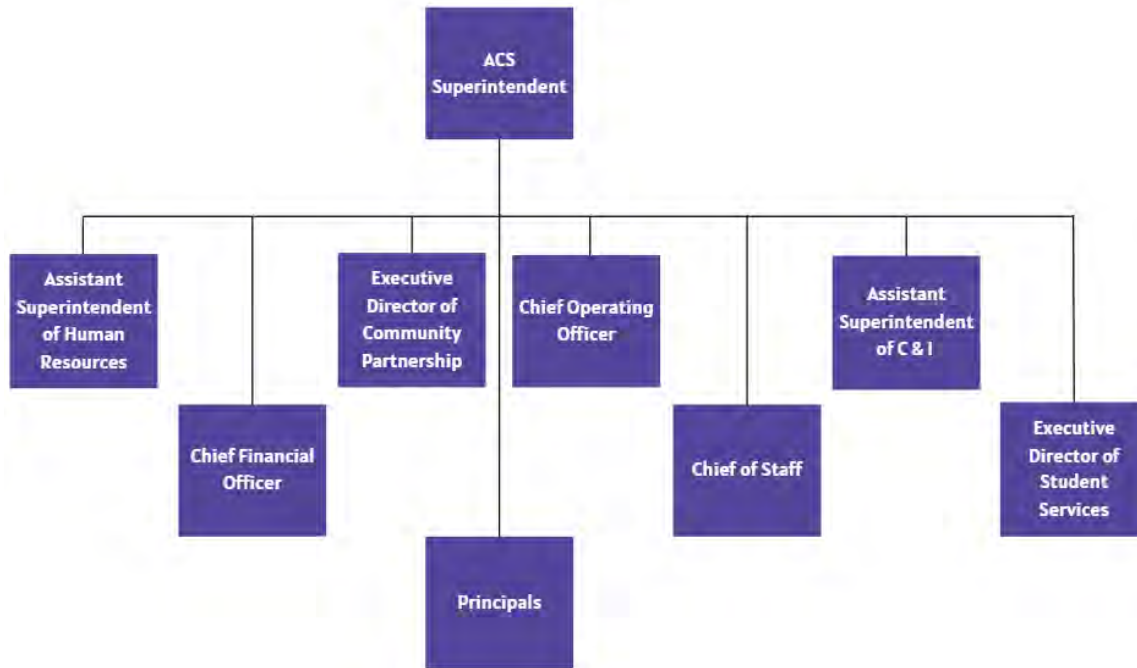 ACS
Superintendent
Assistant
Superintendent
of Human
Resources
Executive
Director of
Community
Partnership
Chief Operating
Officer
Assistant
Superintendent
of C & I
Chief Financial
Officer
Chief of Staff
Executive
Director of
Student
Services
Principals